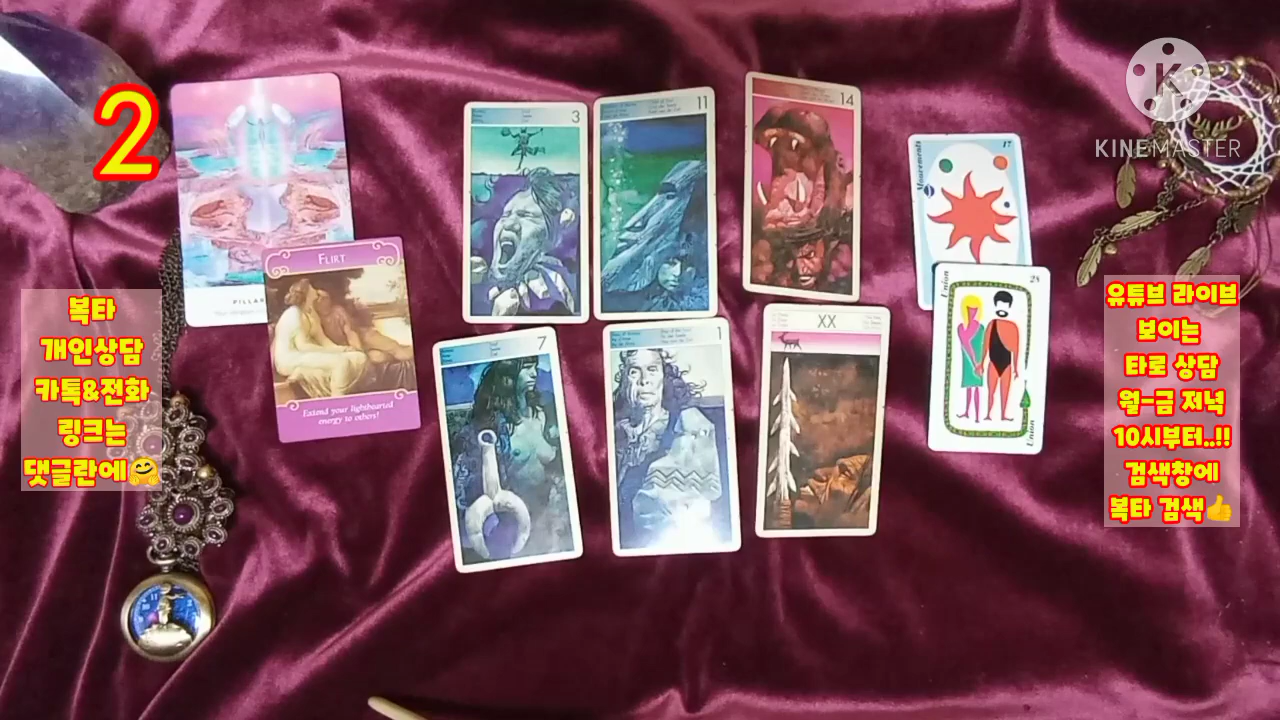 2
PILLAR
FLIRT
Extend your lighthearted
energy to others!
3
11
14
7
1
XX
17
Mouvements
Union
28
Union
복타
개인상담
카톡&전화
링크는
댓글란에🤗
KINEMASTER
유튜브 라이브
보이는
타로 상담
월-금 저녁
10시부터..!!
검색창에
복타 검색👍